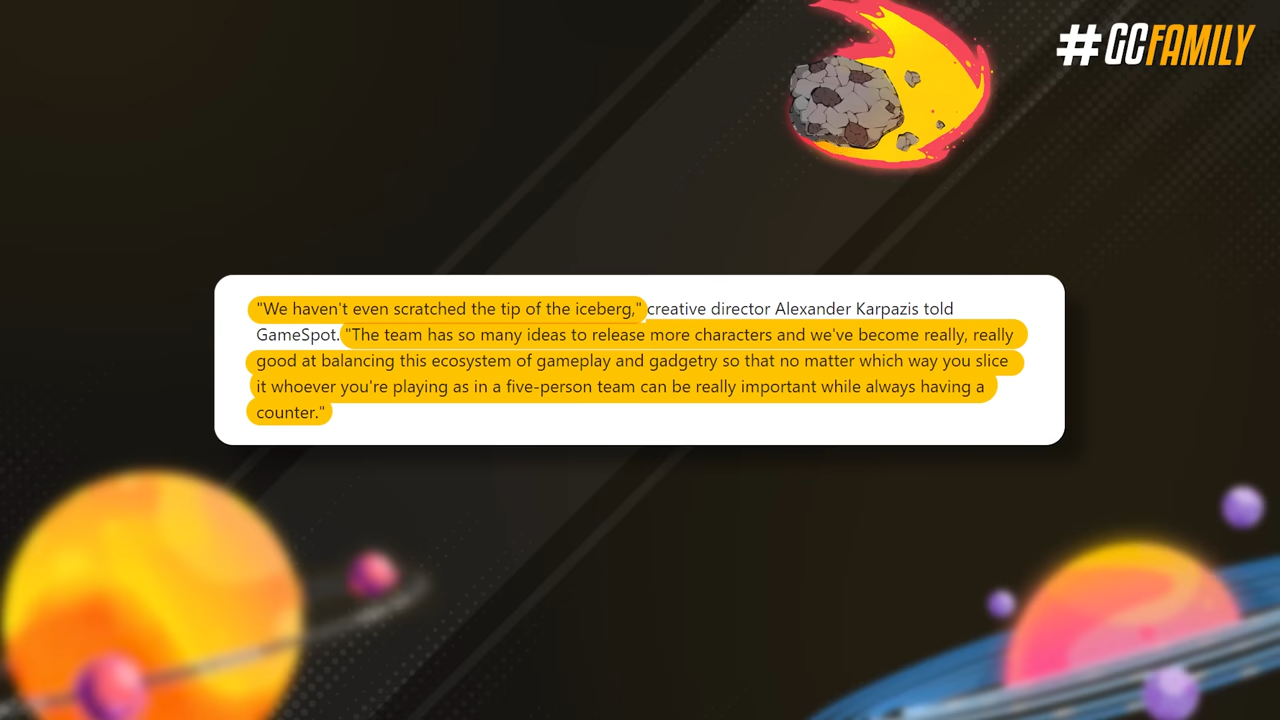 #GCFAMILY
"We haven't even scratched the tip of the iceberg," creative director Alexander Karpazis told
GameSpot. "The team has so many ideas to release more characters and we've become really, really
good at balancing this ecosystem of gameplay and gadgetry so that no matter which way you slice
it whoever you're playing as in a five-person team can be really important while always having a
counter."